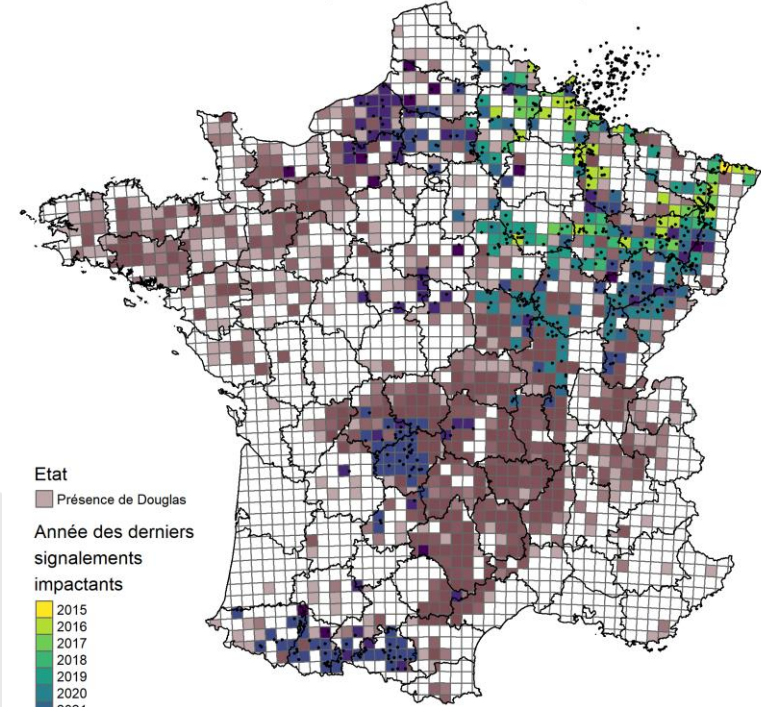 Etat
Présence de Douglas
Année des derniers
signalements
impactants
2015
2016
2017
2018
2019
2020